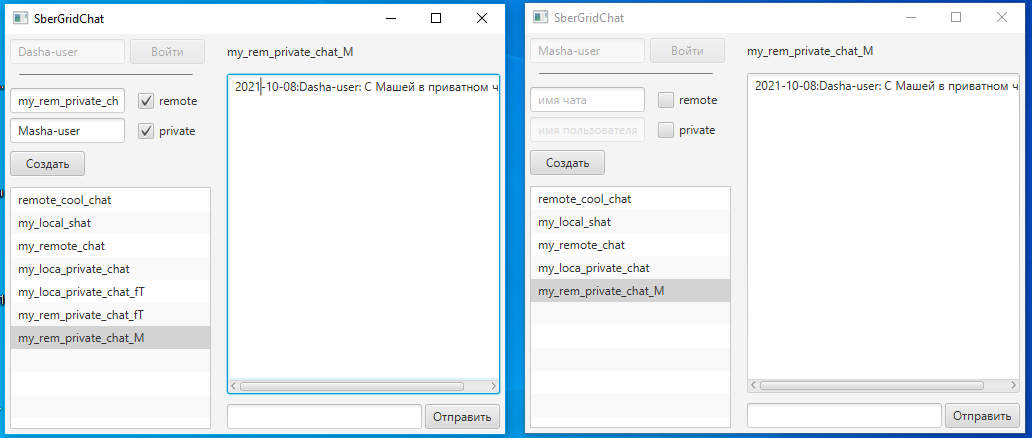 SberGridChat
Dasha-user
Войти
my_rem_private_chat_M
my_rem_private_ch
remote
Masha-user
private
Создать
remote_cool_chat
my_local_shat
my_remote_chat
my_loca_private_chat
my_loca_private_chat_fT
my_rem_private_chat_fT
my_rem_private_chat_M
2021-10-08:Dasha-user: С Машей в приватном ч
Отправить
SberGridChat
Masha-user
Войти
my_rem_private_chat_M
имя чата
remote
имя пользователя
private
Создать
remote_cool_chat
my_local_shat
my_remote_chat
my_loca_private_chat
my_rem_private_chat_M
2021-10-08:Dasha-user: С Машей в приватном ч
Отправить